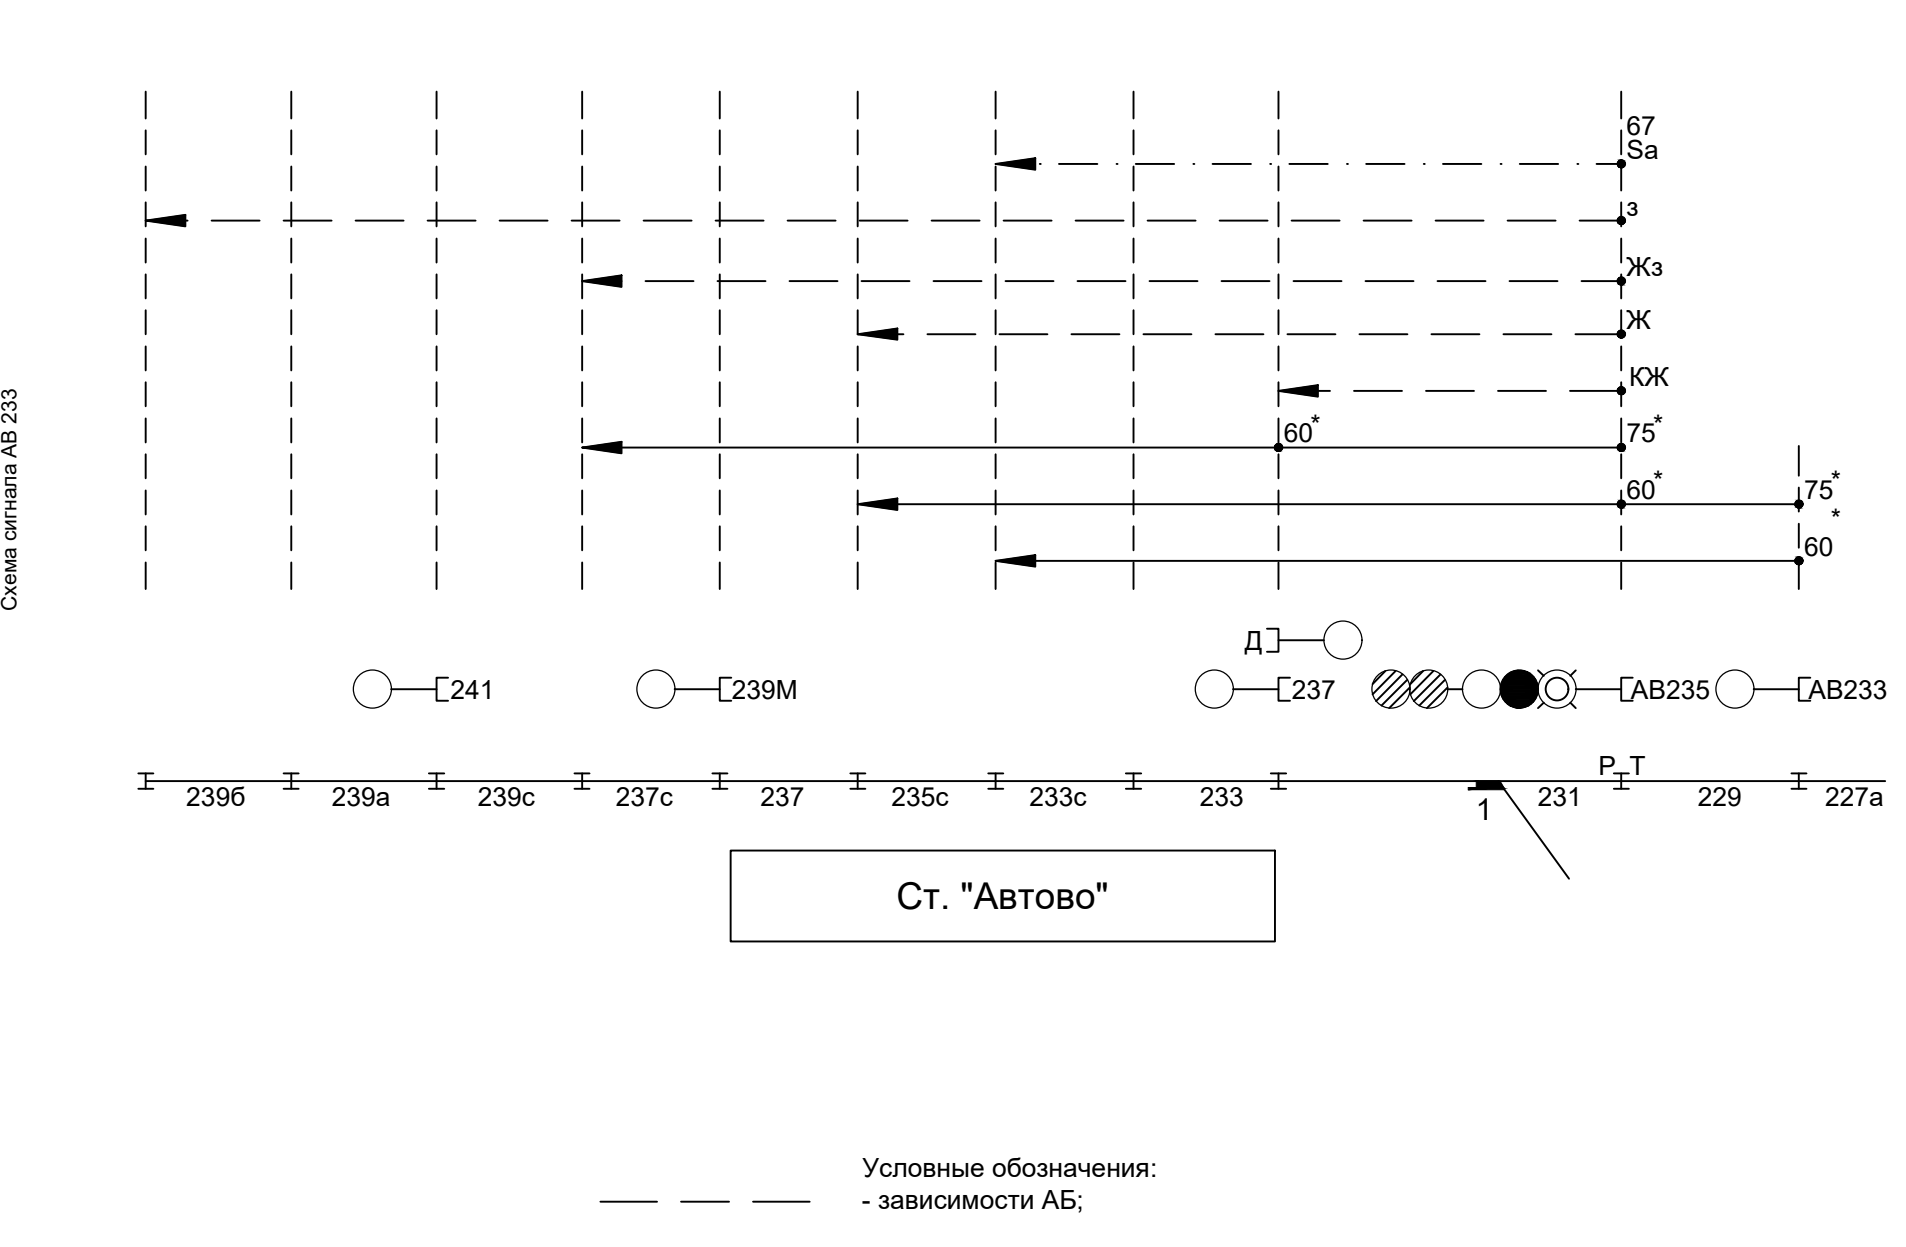 Схема сигнала АВ 233
67
Sa
з
Жз
Ж
КЖ
60* 75*
60* 75*
60*
Д
241 239М 237 АВ235 АВ233
Р Т
239б 239а 239с 237с 237 235с 233с 233 231 229 227а
1
Ст. "Автово"
Условные обозначения:
- зависимости АБ;